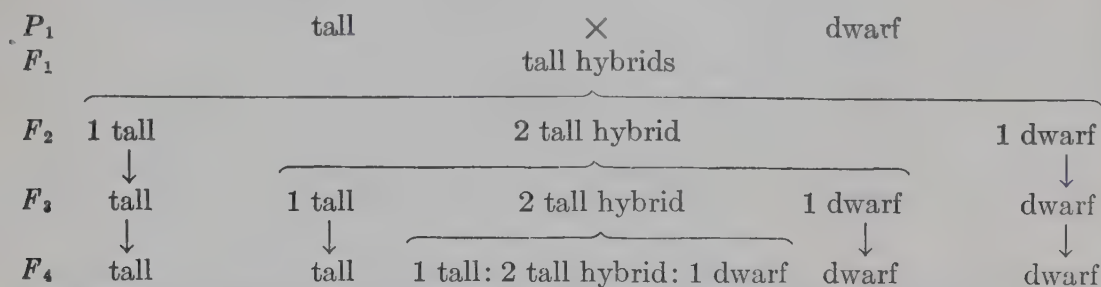 P₁ tall × dwarf
F₁ tall hybrids
F₂ 1 tall 2 tall hybrid 1 dwarf
F₃ tall 1 tall 2 tall hybrid 1 dwarf dwarf
F₄ tall tall 1 tall: 2 tall hybrid: 1 dwarf dwarf dwarf